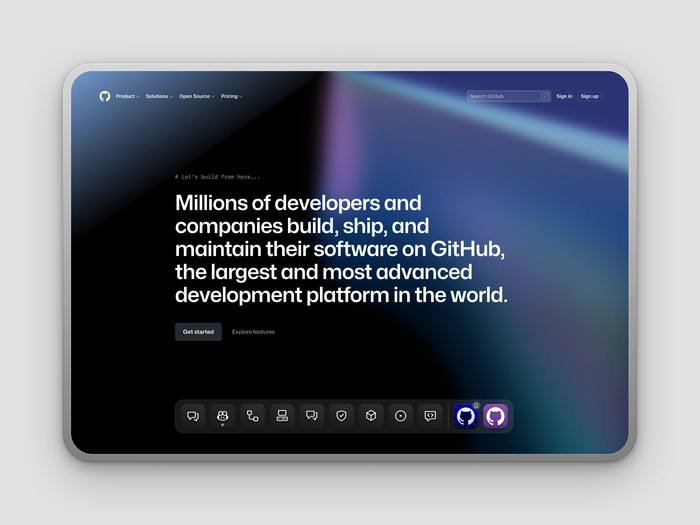 Product
Solutions
Open Source
Pricing
Search GitHub
/
Sign in
Sign up
# Let's build from here...
Millions of developers and
companies build, ship, and
maintain their software on GitHub,
the largest and most advanced
development platform in the world.
Get started
Explore features